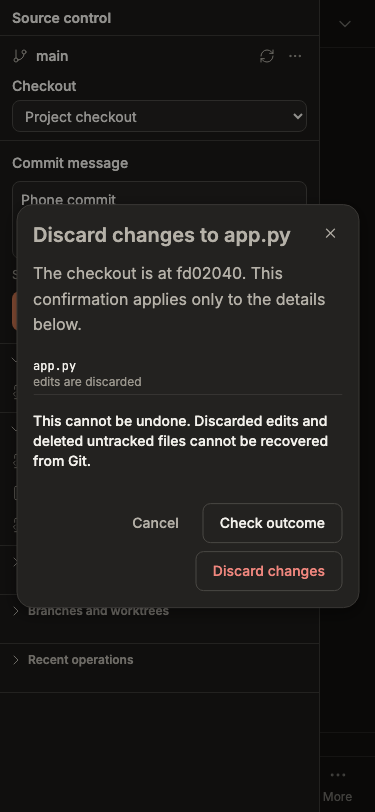 Source control
main
Checkout
Project checkout
Commit message
Phone commit
Discard changes to app.py
The checkout is at fd02040. This
confirmation applies only to the details
below.
app.py
edits are discarded
This cannot be undone. Discarded edits and
deleted untracked files cannot be recovered
from Git.
Cancel
Check outcome
Discard changes
Branches and worktrees
Recent operations
More